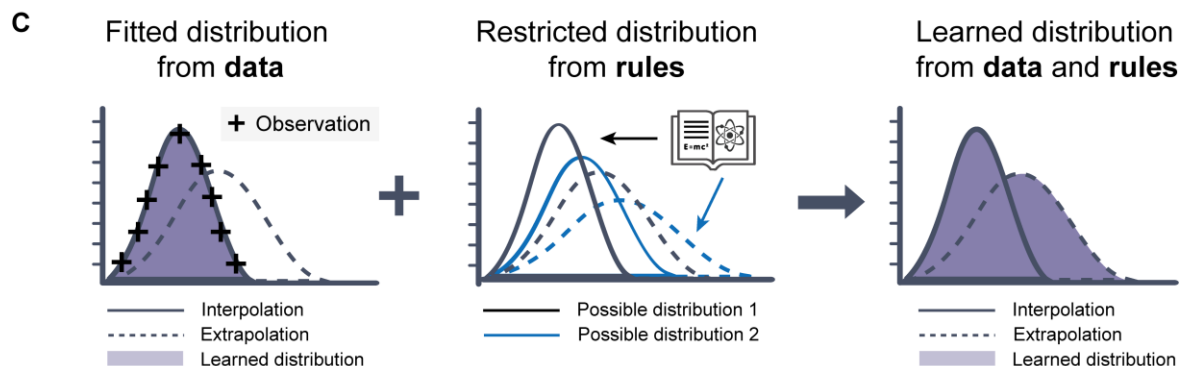 C
Fitted distribution
from data
+ Observation
Interpolation
Extrapolation
Learned distribution
+
Restricted distribution
from rules
E=mc²
Possible distribution 1
Possible distribution 2
Learned distribution
from data and rules
Interpolation
Extrapolation
Learned distribution